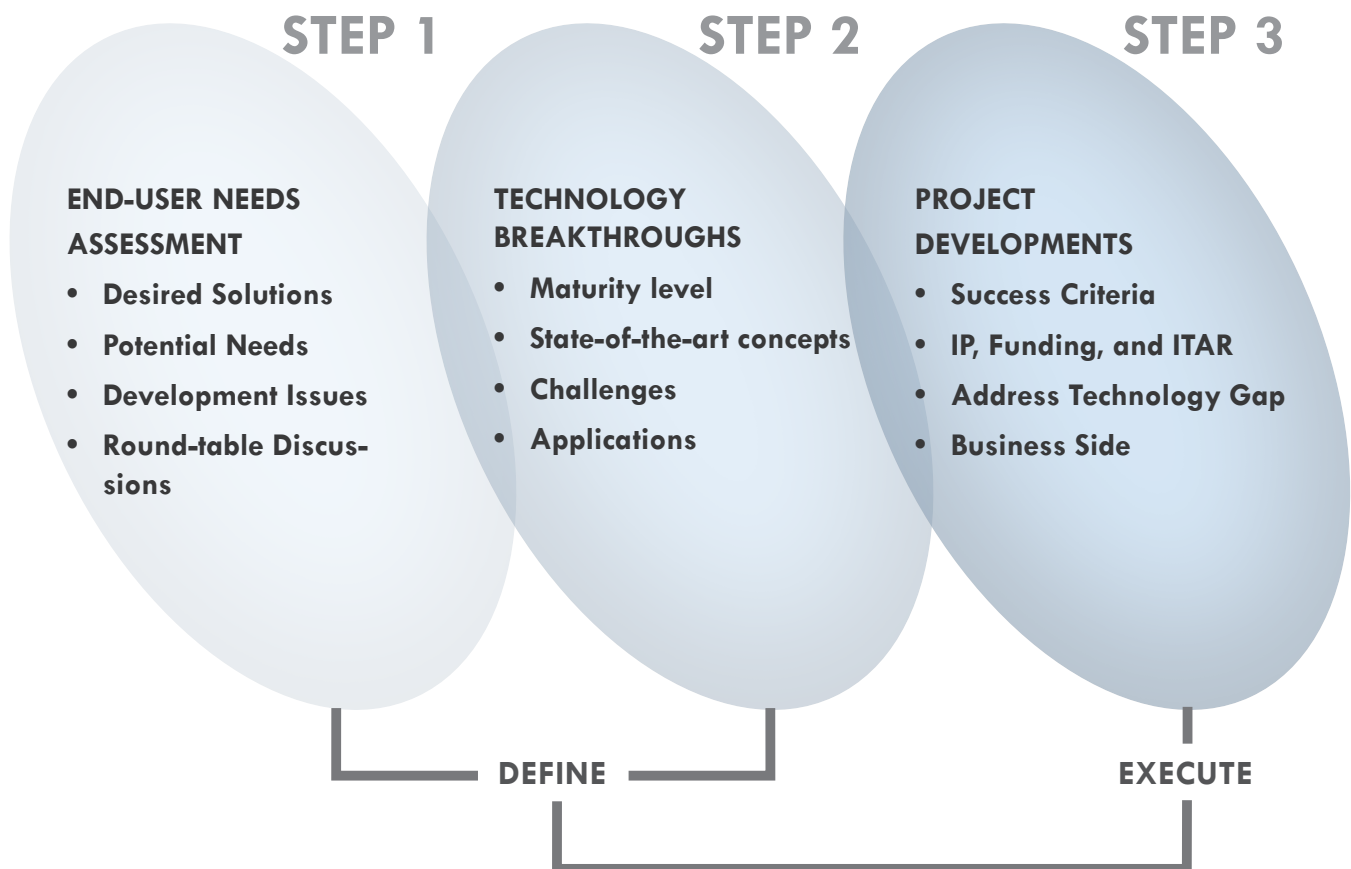 STEP 1
END-USER NEEDS
ASSESSMENT
• Desired Solutions
• Potential Needs
• Development Issues
• Round-table Discus-
sions
STEP 2
TECHNOLOGY
BREAKTHROUGHS
• Maturity level
• State-of-the-art concepts
• Challenges
• Applications
STEP 3
PROJECT
DEVELOPMENTS
• Success Criteria
• IP, Funding, and ITAR
• Address Technology Gap
• Business Side
DEFINE
EXECUTE